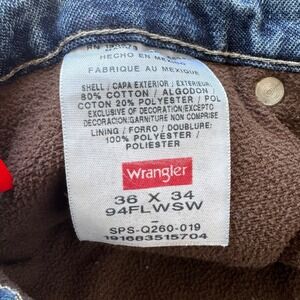 HECHO EN MEXICO
FABRIQUE AU MEXIQUE
SHELL / CAPA EXTERIOR / EXTERIEUR
80% COTTON / ALGODON
COTON 20% POLYESTER / POL
EXCLUSIVE OF DECORATION/EXCEPTO
DECORACION/GARNITURE NON COMPRISE
LINING / FORRO / DOUBLURE:
100% POLYESTER /
POLIESTER
Wrangler
36 X 34
94FLWSW
-
SPS-Q260-019
191683515704